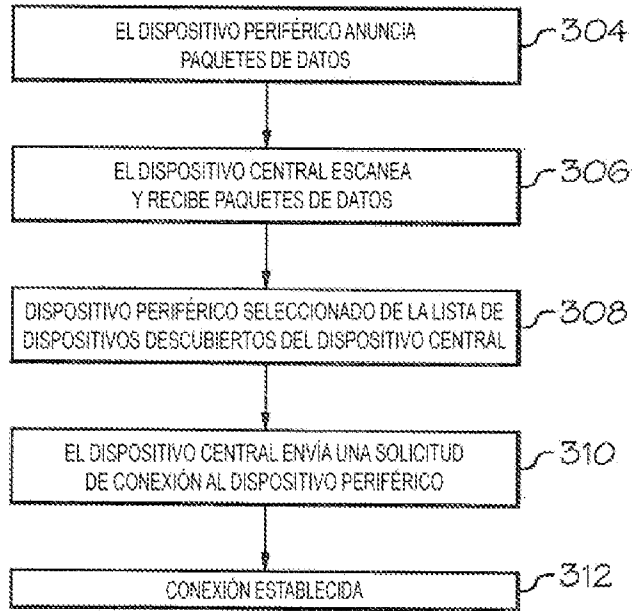 EL DISPOSITIVO PERIFÉRICO ANUNCIA
PAQUETES DE DATOS
304
EL DISPOSITIVO CENTRAL ESCANEA
Y RECIBE PAQUETES DE DATOS
306
DISPOSITIVO PERIFÉRICO SELECCIONADO DE LA LISTA DE
DISPOSITIVOS DESCUBIERTOS DEL DISPOSITIVO CENTRAL
308
EL DISPOSITIVO CENTRAL ENVÍA UNA SOLICITUD
DE CONEXIÓN AL DISPOSITIVO PERIFÉRICO
310
CONEXIÓN ESTABLECIDA
312